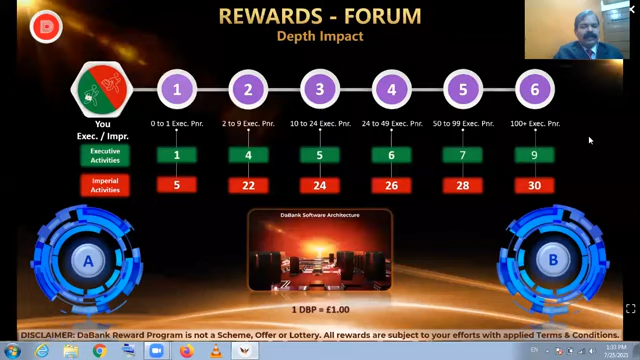 REWARDS - FORUM
Depth Impact
D
1 2 3 4 5 6
You
Exec. / Impr.
0 to 1 Exec. Pnr. 2 to 9 Exec. Pnr. 10 to 24 Exec. Pnr. 24 to 49 Exec. Pnr. 50 to 99 Exec. Pnr. 100+ Exec. Pnr.
Executive
Activities
1 4 5 6 7 9
Imperial
Activities
5 22 24 26 28 30
DaBank Software Architecture
A
B
1 DBP = £1.00
DISCLAIMER: DaBank Reward Program is not a Scheme, Offer or Lottery. All rewards are subject to your efforts with applied Terms & Conditions.
EN
1:33 PM